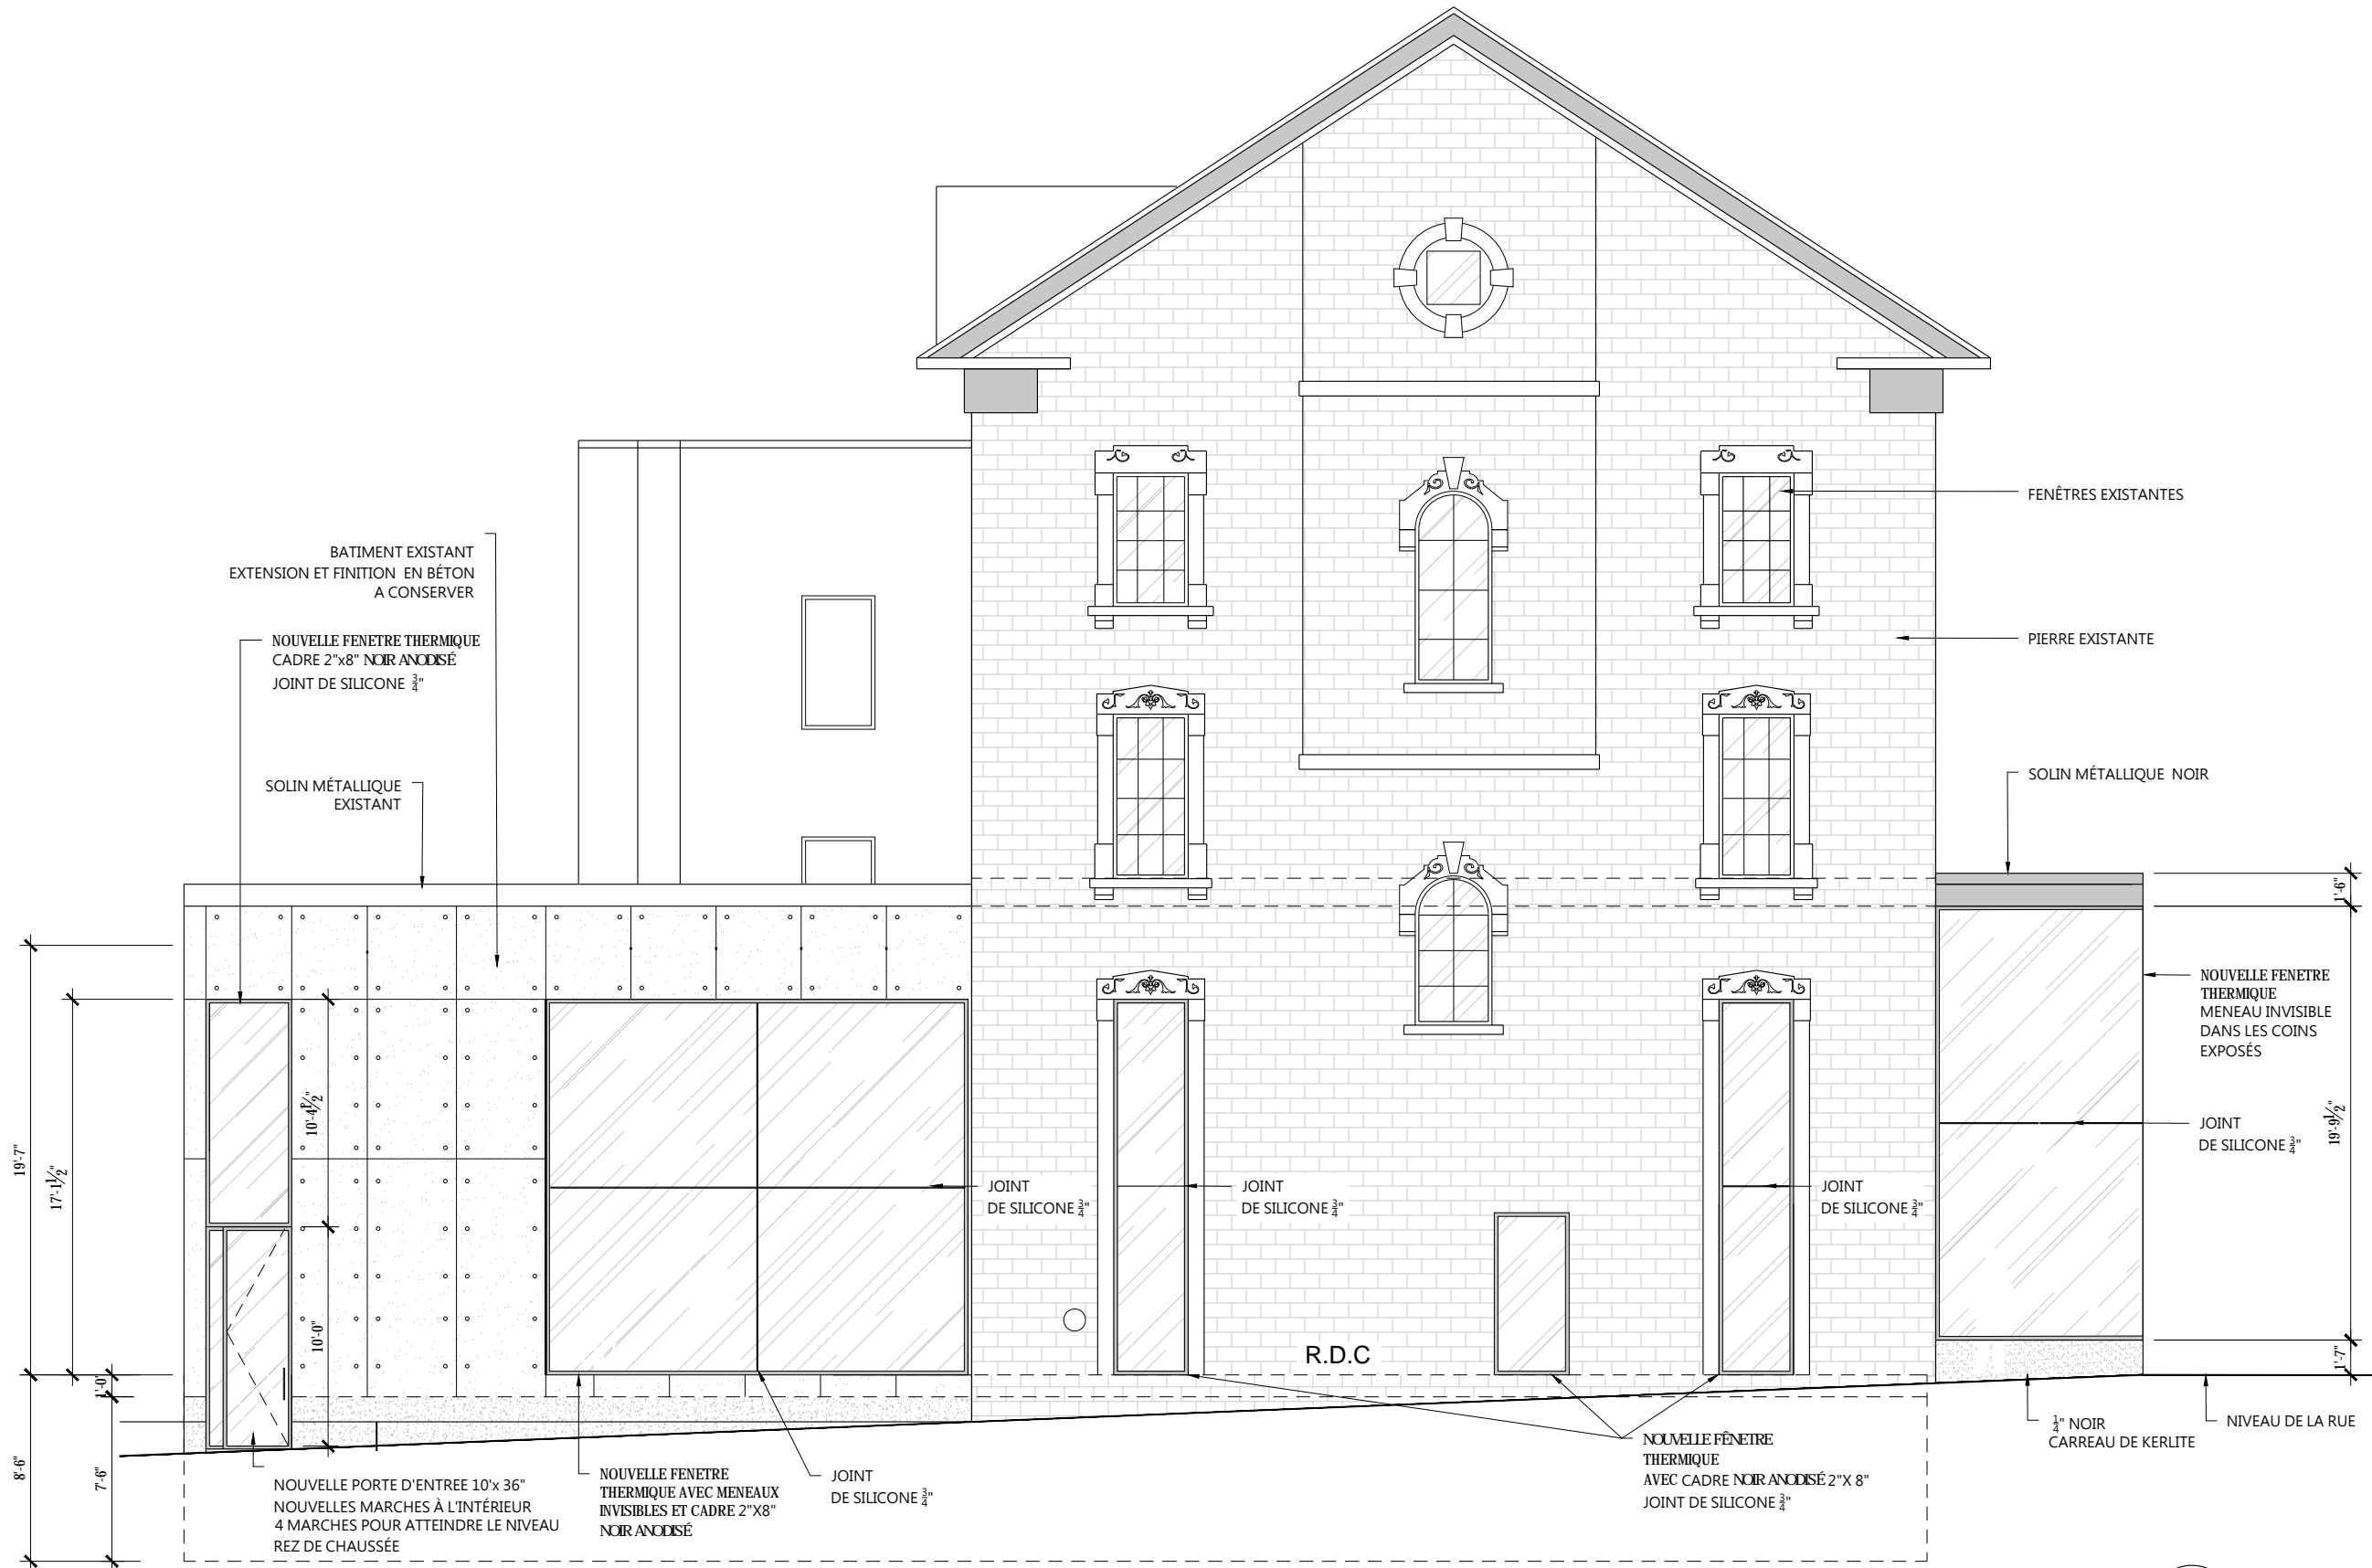 FENÊTRES EXISTANTES
BATIMENT EXISTANT
EXTENSION ET FINITION EN BÉTON
A CONSERVER
NOUVELLE FENETRE THERMIQUE
CADRE 2"x8" NOIR ANODISÉ
JOINT DE SILICONE 3/4"
PIERRE EXISTANTE
SOLIN MÉTALLIQUE
EXISTANT
SOLIN MÉTALLIQUE NOIR
1'-6"
NOUVELLE FENETRE
THERMIQUE
MENEAU INVISIBLE
DANS LES COINS
EXPOSÉS
19'-7"
17'-1½"
10'-4½"
19'-9½"
JOINT
DE SILICONE 3/4"
JOINT
DE SILICONE 3/4"
JOINT
DE SILICONE 3/4"
JOINT
DE SILICONE 3/4"
10'-0"
R.D.C
1'-7"
1'-0"
8'-6"
7'-6"
NOUVELLE PORTE D'ENTREE 10'x 36"
NOUVELLES MARCHES À L'INTÉRIEUR
4 MARCHES POUR ATTEINDRE LE NIVEAU
REZ DE CHAUSSÉE
NOUVELLE FENETRE
THERMIQUE AVEC MENEAUX
INVISIBLES ET CADRE 2"X8"
NOIR ANODISÉ
JOINT
DE SILICONE 3/4"
NOUVELLE FÊNETRE
THERMIQUE
AVEC CADRE NOIR ANODISÉ 2"X 8"
JOINT DE SILICONE 3/4"
1/4" NOIR
CARREAU DE KERLITE
NIVEAU DE LA RUE